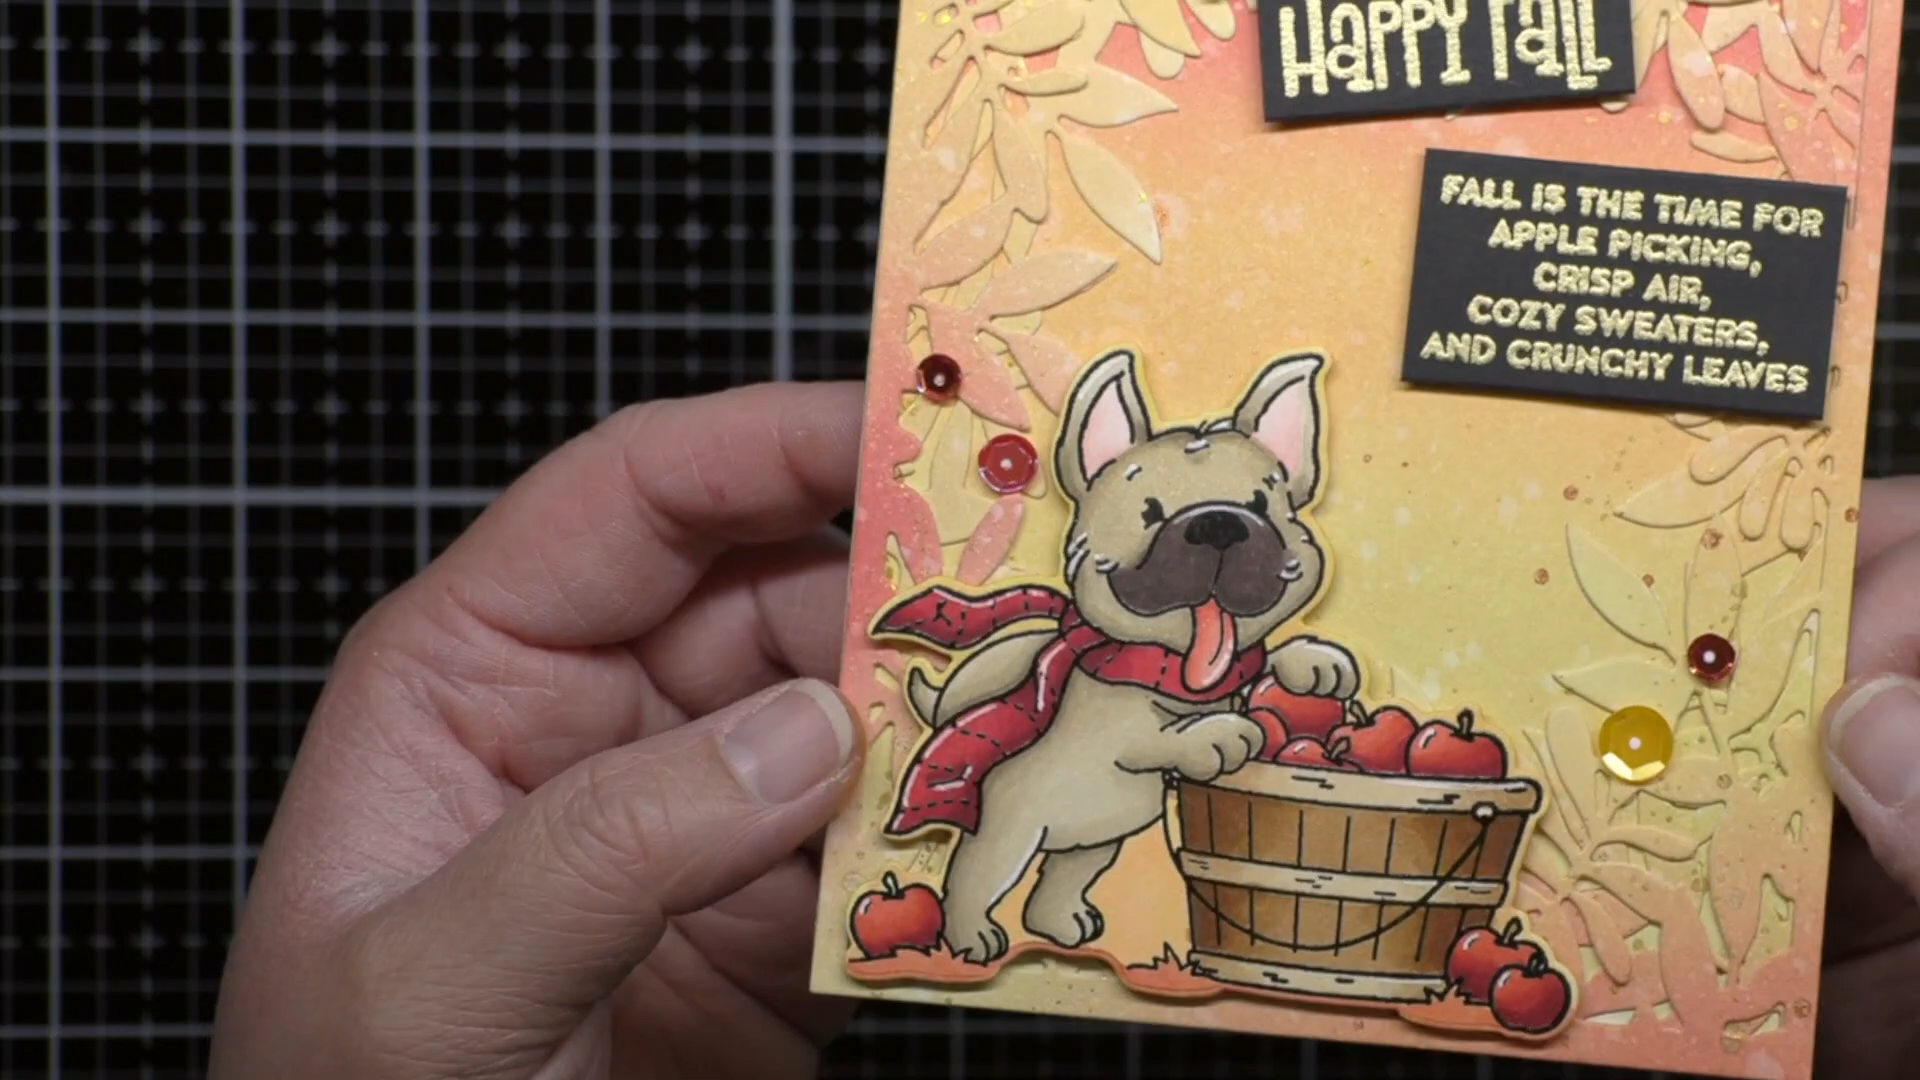 Happy Fall
FALL IS THE TIME FOR
APPLE PICKING,
CRISP AIR,
COZY SWEATERS,
AND CRUNCHY LEAVES